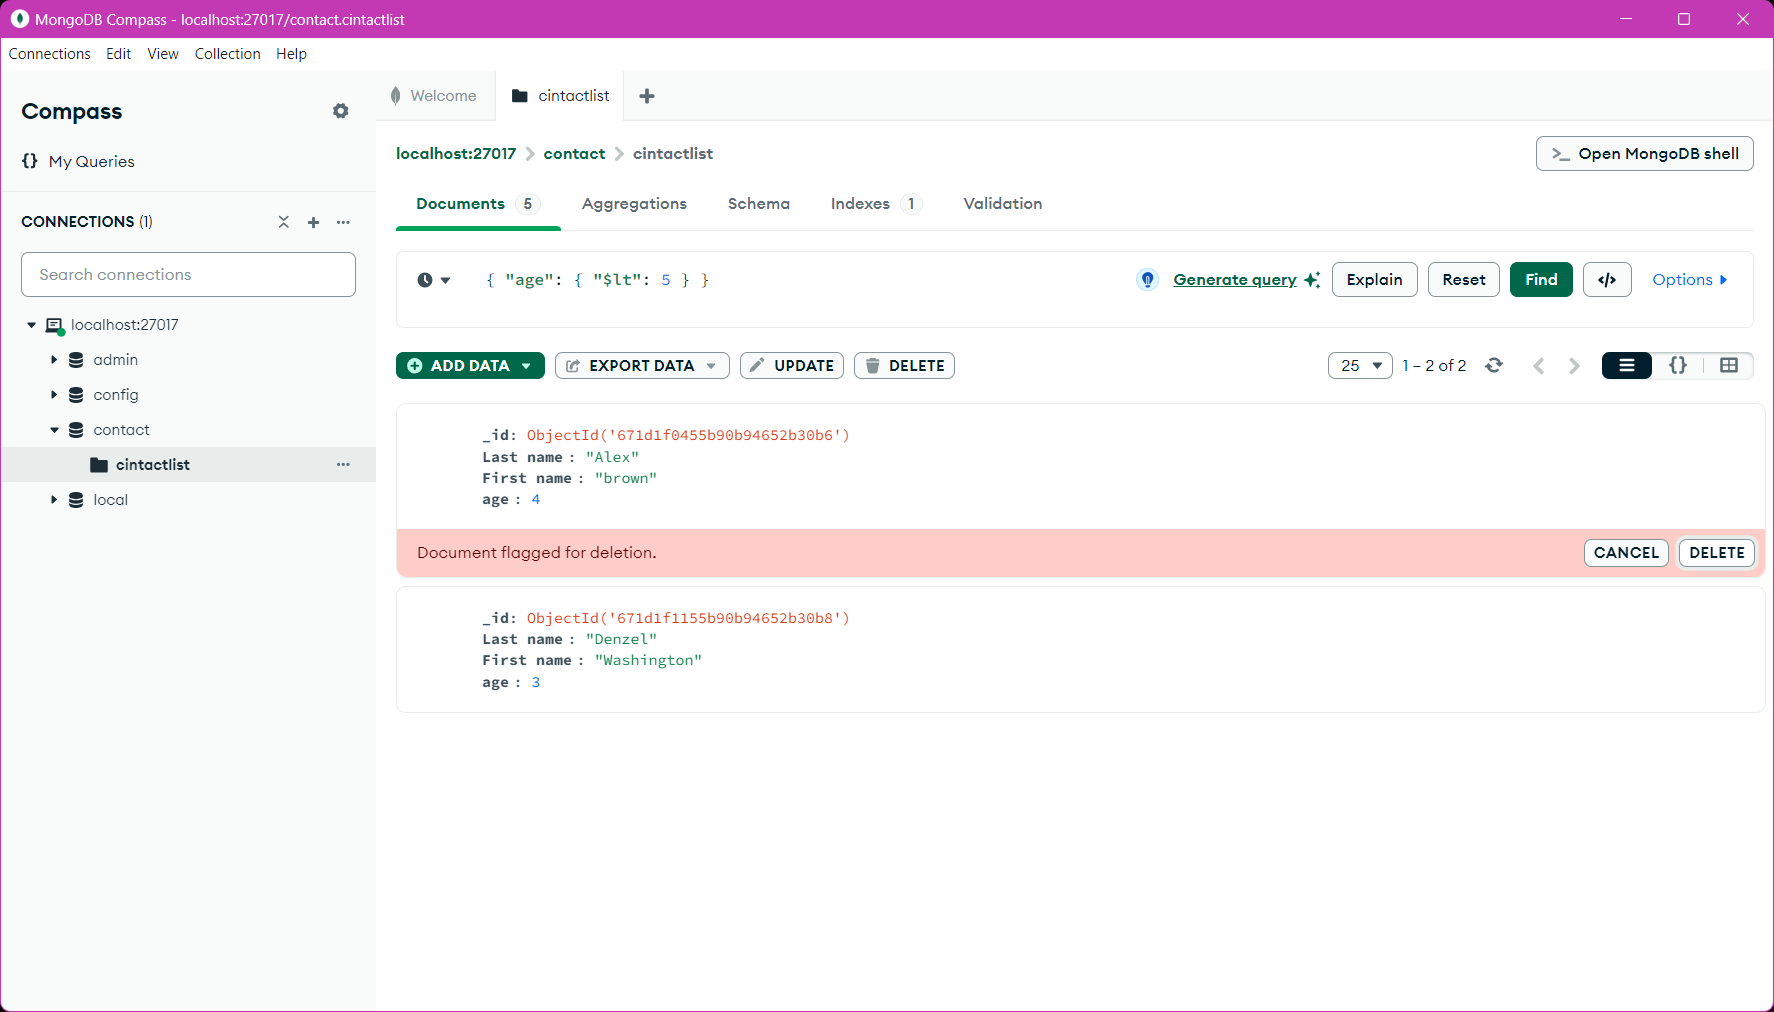 MongoDB Compass - localhost:27017/contact.cintactlist
Connections Edit View Collection Help
Compass
My Queries
CONNECTIONS (1)
Search connections
localhost:27017
admin
config
contact
cintactlist
local
Welcome
cintactlist
localhost:27017 > contact > cintactlist
>_ Open MongoDB shell
Documents 5 Aggregations Schema Indexes 1 Validation
{ "age": { "$lt": 5 } }
Generate query
Explain
Reset
Find
</>
Options
ADD DATA
EXPORT DATA
UPDATE
DELETE
25
1 – 2 of 2
{}
_id: ObjectId('671d1f0455b90b94652b30b6')
Last name : "Alex"
First name : "brown"
age : 4
Document flagged for deletion.
CANCEL
DELETE
_id: ObjectId('671d1f1155b90b94652b30b8')
Last name : "Denzel"
First name : "Washington"
age : 3